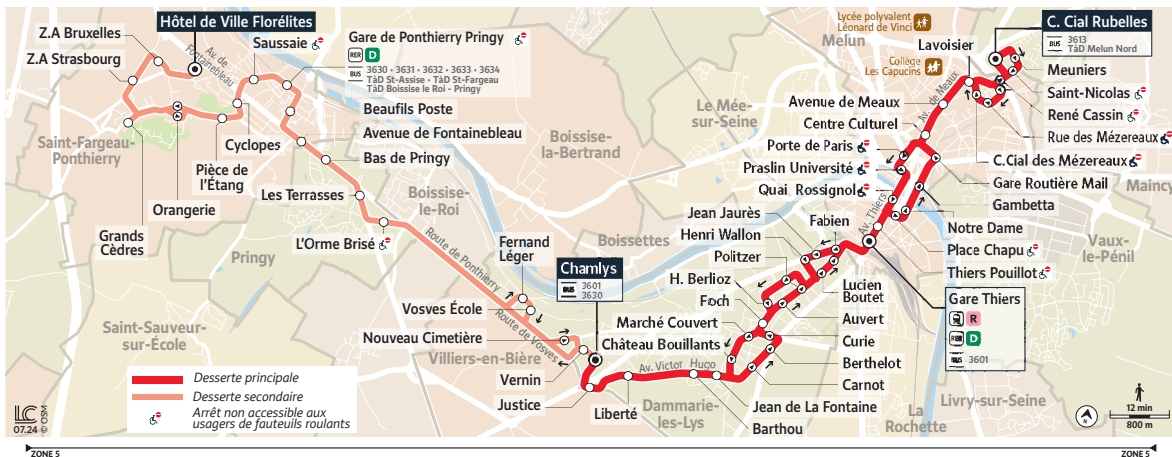 Hôtel de Ville Florélites
Z.A Bruxelles
Z.A Strasbourg
Av. de
Fontainebleau
Saussaie
Gare de Ponthierry Pringy
RER D
BUS
3630 • 3631 • 3632 • 3633 • 3634
TàD St-Assise • TàD St-Fargeau
TàD Boissise le Roi - Pringy
Beaufils Poste
Avenue de Fontainebleau
Bas de Pringy
Cyclopes
Pièce de
l'Étang
Orangerie
Grands
Cèdres
Saint-Fargeau-
Ponthierry
Les Terrasses
L'Orme Brisé
Pringy
Boissise-
le-Roi
Boissise-
la-Bertrand
Boissettes
Route de Ponthierry
Fernand
Léger
Vosves École
Route de Vosves
Nouveau Cimetière
Villiers-en-Bière
Saint-Sauveur-
sur-École
Chamlys
BUS
3601
3630
Vernin
Justice
Liberté
Av. Victor Hugo
Dammarie-
les-Lys
Barthou
Jean de La Fontaine
Carnot
Berthelot
Curie
Auvert
Lucien
Boutet
Château Bouillants
Marché Couvert
Foch
H. Berlioz
Politzer
Henri Wallon
Jean Jaurès
Fabien
Av. Thiers
Gare Thiers
R
RER D
BUS 3601
Thiers Pouillot
Place Chapu
Notre Dame
Gambetta
Gare Routière Mail
Quai Rossignol
Praslin Université
Porte de Paris
Centre Culturel
Avenue de Meaux
Av. de Meaux
Le Mée-
sur-Seine
Melun
Lycée polyvalent
Léonard de Vinci
Collège
Les Capucins
Lavoisier
C. Cial Rubelles
BUS
3613
TàD Melun Nord
Meuniers
Saint-Nicolas
René Cassin
Rue des Mézereaux
C.Cial des Mézereaux
Maincy
Vaux-
le-Pénil
Livry-sur-Seine
La
Rochette
Desserte principale
Desserte secondaire
Arrêt non accessible aux
usagers de fauteuils roulants
LC
07.24 © OSM
N
12 min
800 m
ZONE 5
ZONE 5